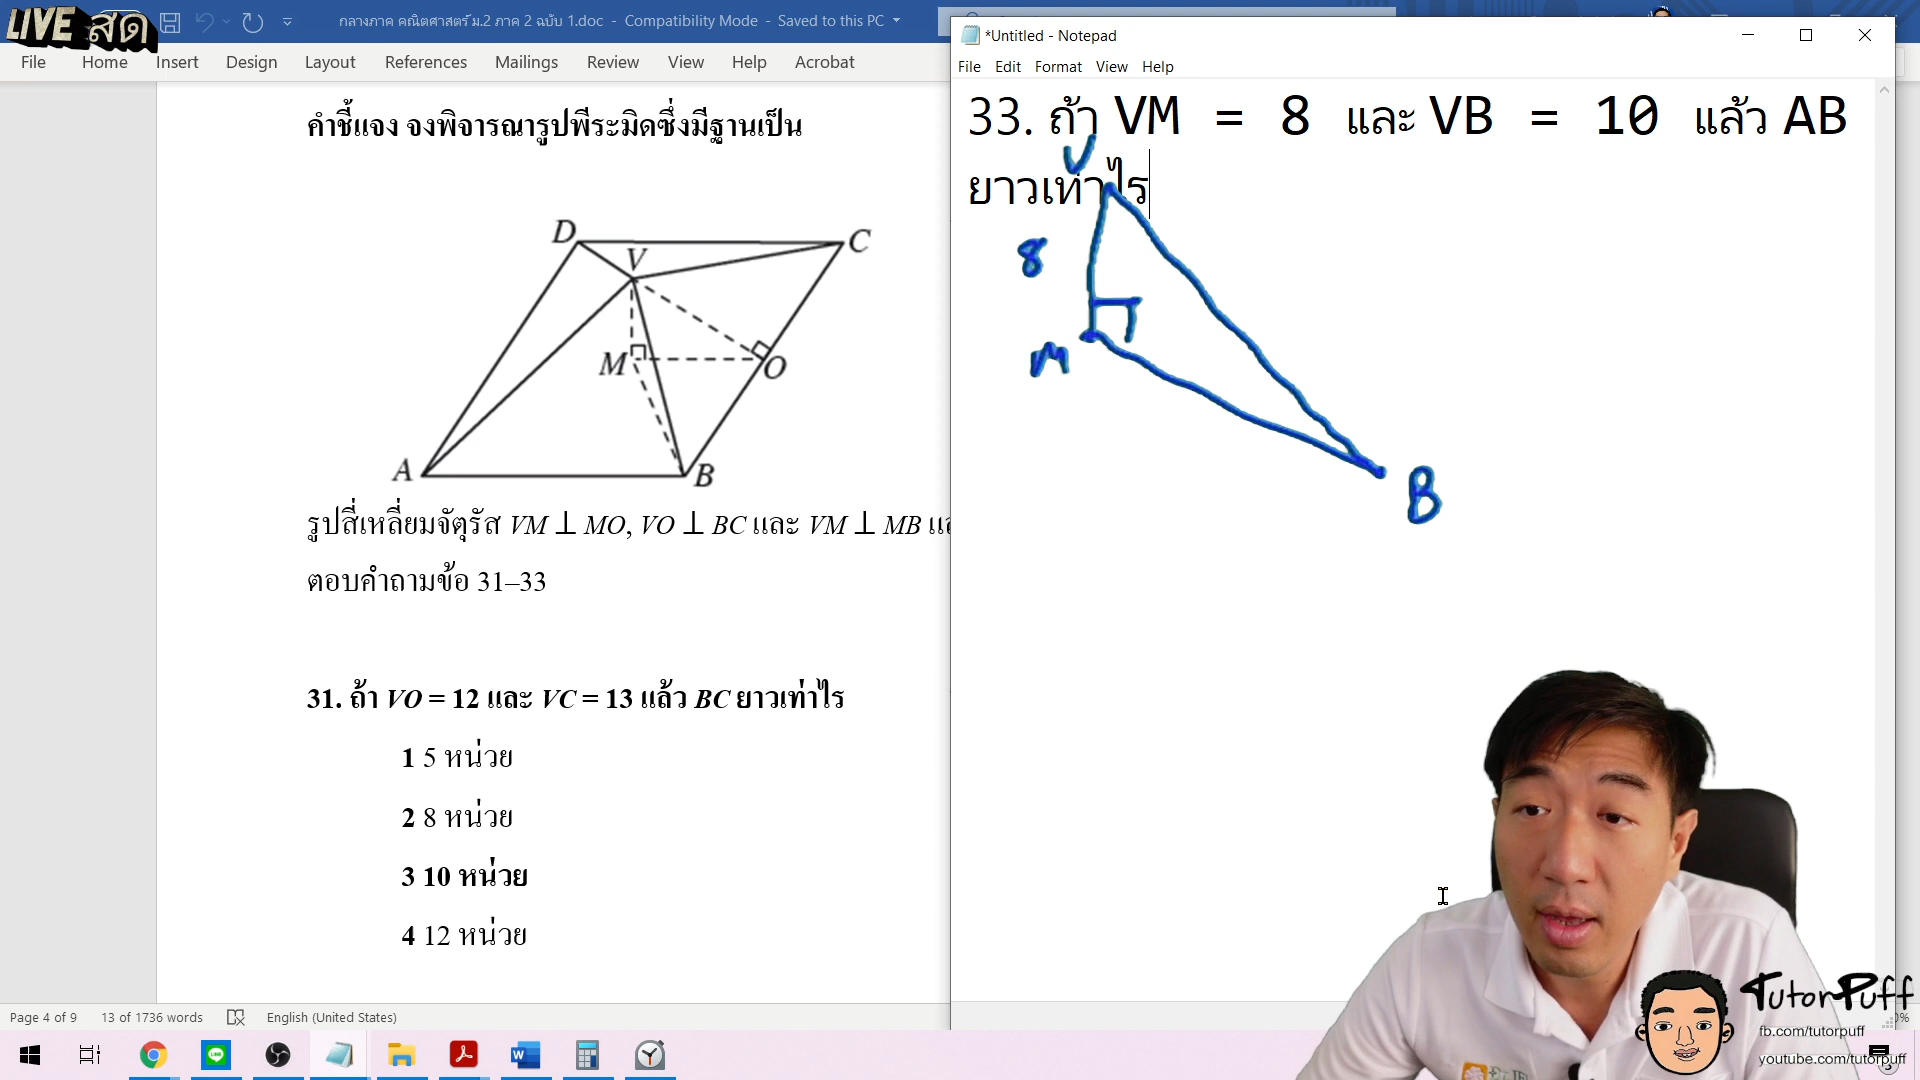 LIVE สด
กลางภาค คณิตศาสตร์ ม.2 ภาค 2 ฉบับ 1.doc - Compatibility Mode - Saved to this PC
File Home Insert Design Layout References Mailings Review View Help Acrobat
คำชี้แจง จงพิจารณารูปพีระมิดซึ่งมีฐานเป็น
D
V
C
M
O
A
B
รูปสี่เหลี่ยมจัตุรัส VM ⊥ MO, VO ⊥ BC และ VM ⊥ MB
ตอบคำถามข้อ 31–33
31. ถ้า VO = 12 และ VC = 13 แล้ว BC ยาวเท่าไร
1 5 หน่วย
2 8 หน่วย
3 10 หน่วย
4 12 หน่วย
Page 4 of 9 13 of 1736 words English (United States)
*Untitled - Notepad
File Edit Format View Help
33. ถ้า VM = 8 และ VB = 10 แล้ว AB
ยาวเท่าไร
V
8
M
B
TutorPuff
fb.com/tutorpuff
youtube.com/tutorpuff